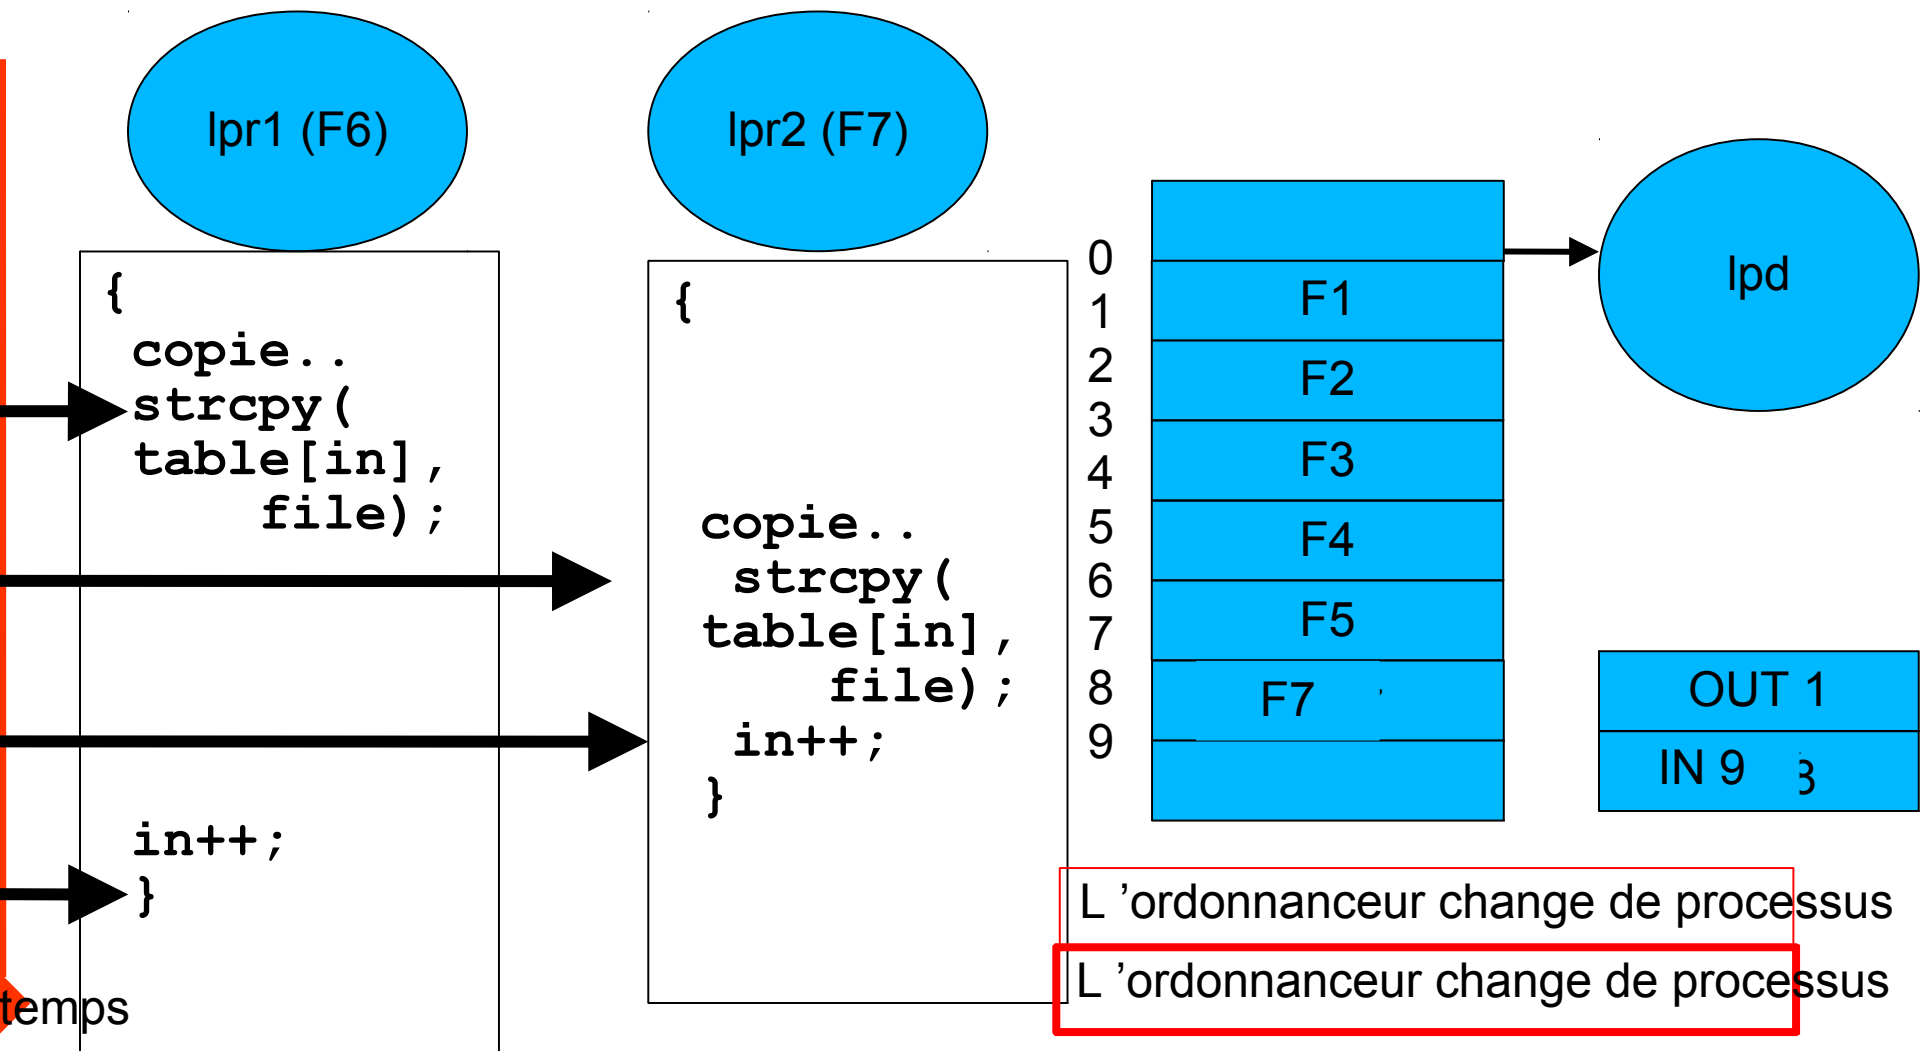 lpr1 (F6)
lpr2 (F7)
lpd
{
copie..
strcpy(
table[in],
file);
in++;
}
{
copie..
strcpy(
table[in],
file);
in++;
}
0
1
2
3
4
5
6
7
8
9
F1
F2
F3
F4
F5
F7
OUT 1
IN 9
L ’ordonnanceur change de processus
L ’ordonnanceur change de processus
temps